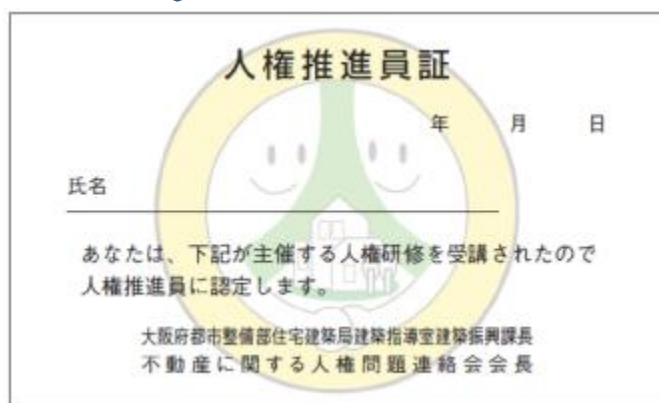 人権推進員証
年 月 日
氏名
あなたは、下記が主催する人権研修を受講されたので
人権推進員に認定します。
大阪府都市整備部住宅建築局建築指導室建築振興課長
不動産に関する人権問題連絡会会長